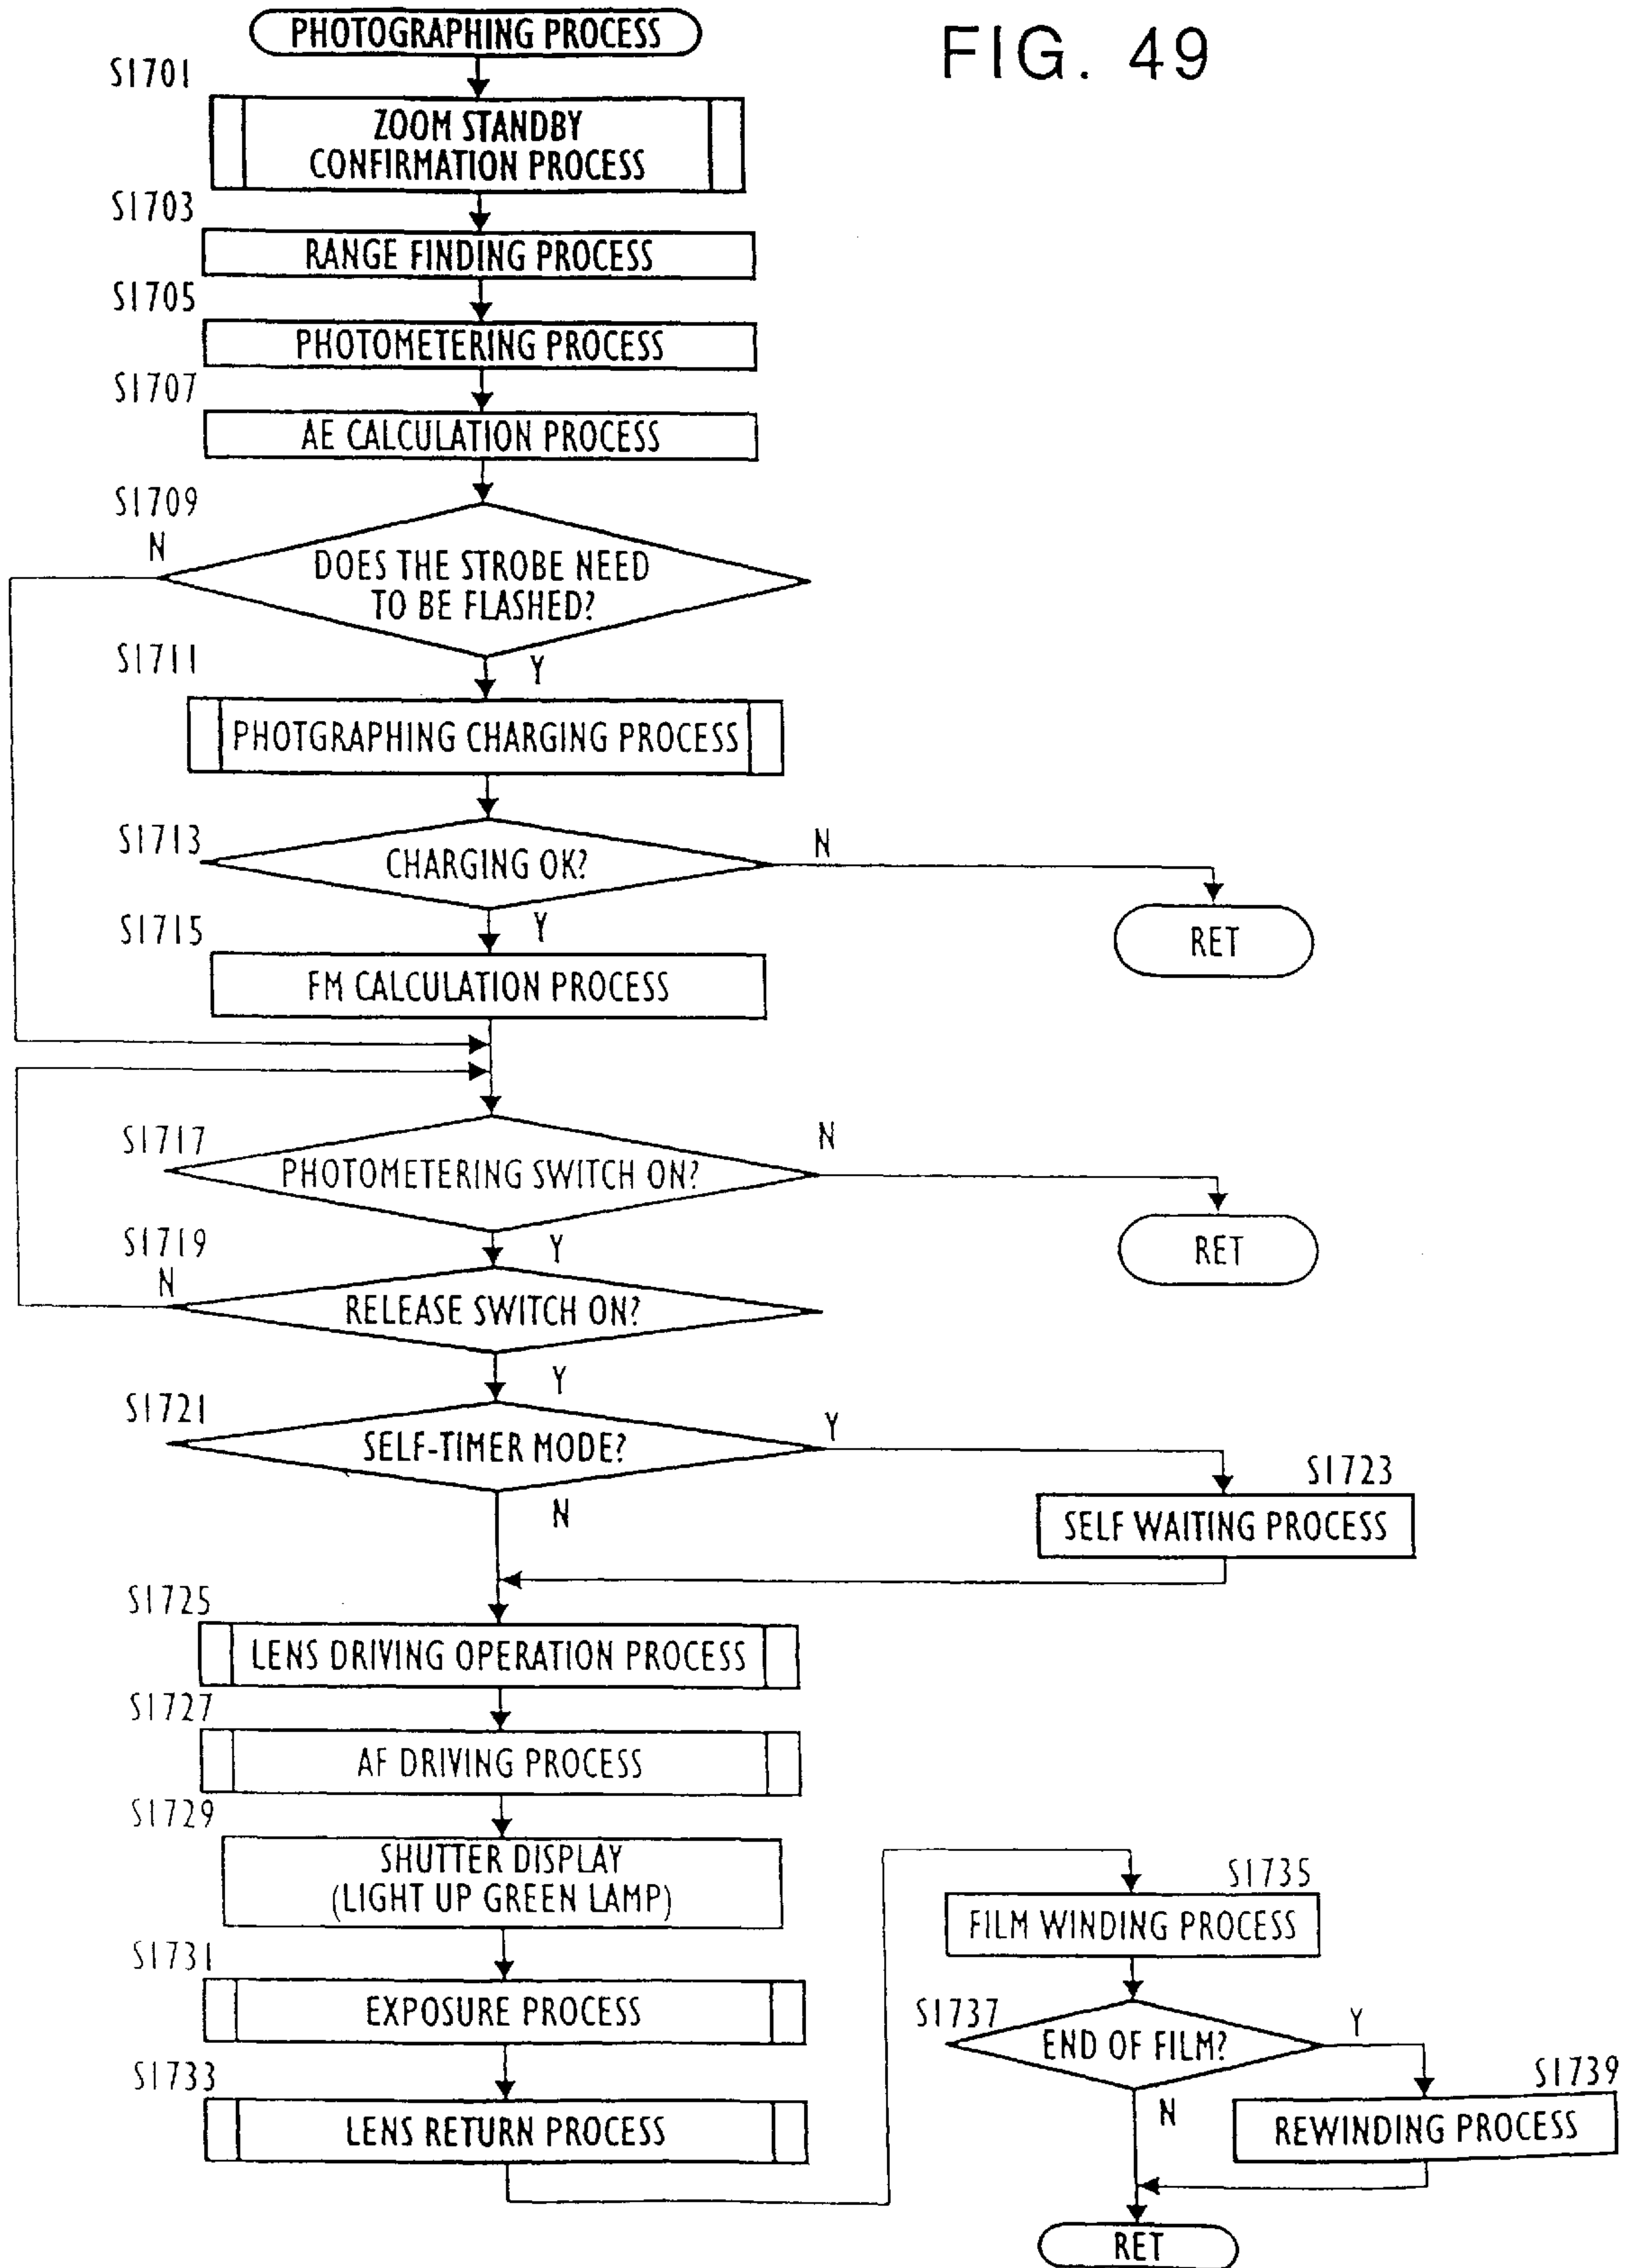 FIG. 49
PHOTOGRAPHING PROCESS
S1701
ZOOM STANDBY
CONFIRMATION PROCESS
S1703
RANGE FINDING PROCESS
S1705
PHOTOMETERING PROCESS
S1707
AE CALCULATION PROCESS
S1709
N
DOES THE STROBE NEED
TO BE FLASHED?
Y
S1711
PHOTGRAPHING CHARGING PROCESS
S1713
CHARGING OK?
N
RET
Y
S1715
FM CALCULATION PROCESS
S1717
PHOTOMETERING SWITCH ON?
N
RET
Y
S1719
N
RELEASE SWITCH ON?
Y
S1721
SELF-TIMER MODE?
Y
S1723
SELF WAITING PROCESS
N
S1725
LENS DRIVING OPERATION PROCESS
S1727
AF DRIVING PROCESS
S1729
SHUTTER DISPLAY
(LIGHT UP GREEN LAMP)
S1731
EXPOSURE PROCESS
S1733
LENS RETURN PROCESS
S1735
FILM WINDING PROCESS
S1737
END OF FILM?
Y
S1739
REWINDING PROCESS
N
RET